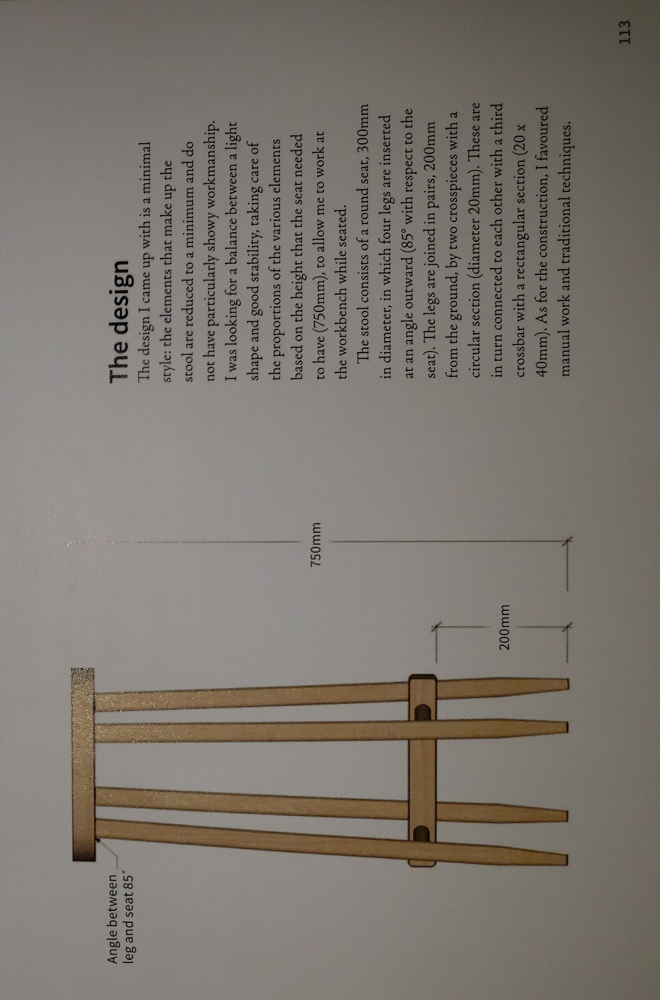 Angle between
leg and seat 85°
200mm
750mm
The design
The design I came up with is a minimal
style: the elements that make up the
stool are reduced to a minimum and do
not have particularly showy workmanship.
I was looking for a balance between a light
shape and good stability, taking care of
the proportions of the various elements
based on the height that the seat needed
to have (750mm), to allow me to work at
the workbench while seated.
The stool consists of a round seat, 300mm
in diameter, in which four legs are inserted
at an angle outward (85° with respect to the
seat). The legs are joined in pairs, 200mm
from the ground, by two crosspieces with a
circular section (diameter 20mm). These are
in turn connected to each other with a third
crossbar with a rectangular section (20 x
40mm). As for the construction, I favoured
manual work and traditional techniques.
113